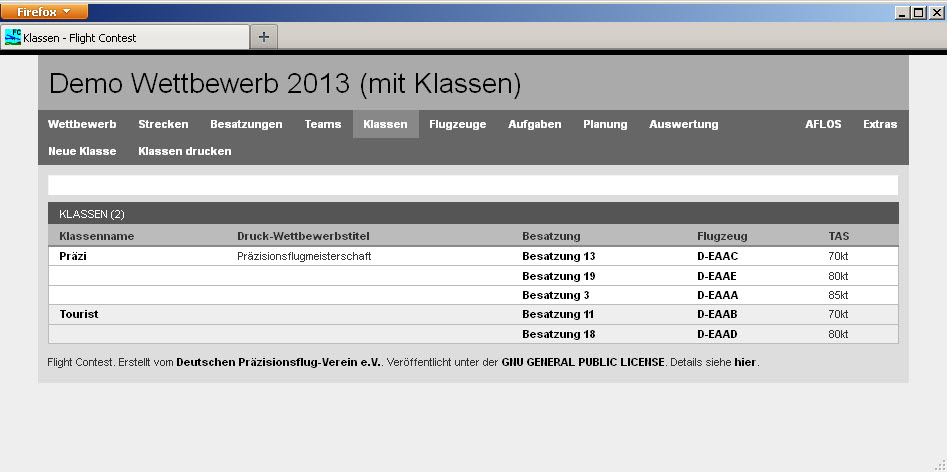 Firefox
Klassen - Flight Contest
Demo Wettbewerb 2013 (mit Klassen)
Wettbewerb Strecken Besatzungen Teams Klassen Flugzeuge Aufgaben Planung Auswertung AFLOS Extras
Neue Klasse Klassen drucken
KLASSEN (2)
Klassenname Druck-Wettbewerbstitel Besatzung Flugzeug TAS
Präzi Präzisionsflugmeisterschaft Besatzung 13 D-EAAC 70kt
Besatzung 19 D-EAAE 80kt
Besatzung 3 D-EAAA 85kt
Tourist Besatzung 11 D-EAAB 70kt
Besatzung 18 D-EAAD 80kt
Flight Contest. Erstellt vom Deutschen Präzisionsflug-Verein e.V.. Veröffentlicht unter der GNU GENERAL PUBLIC LICENSE. Details siehe hier.